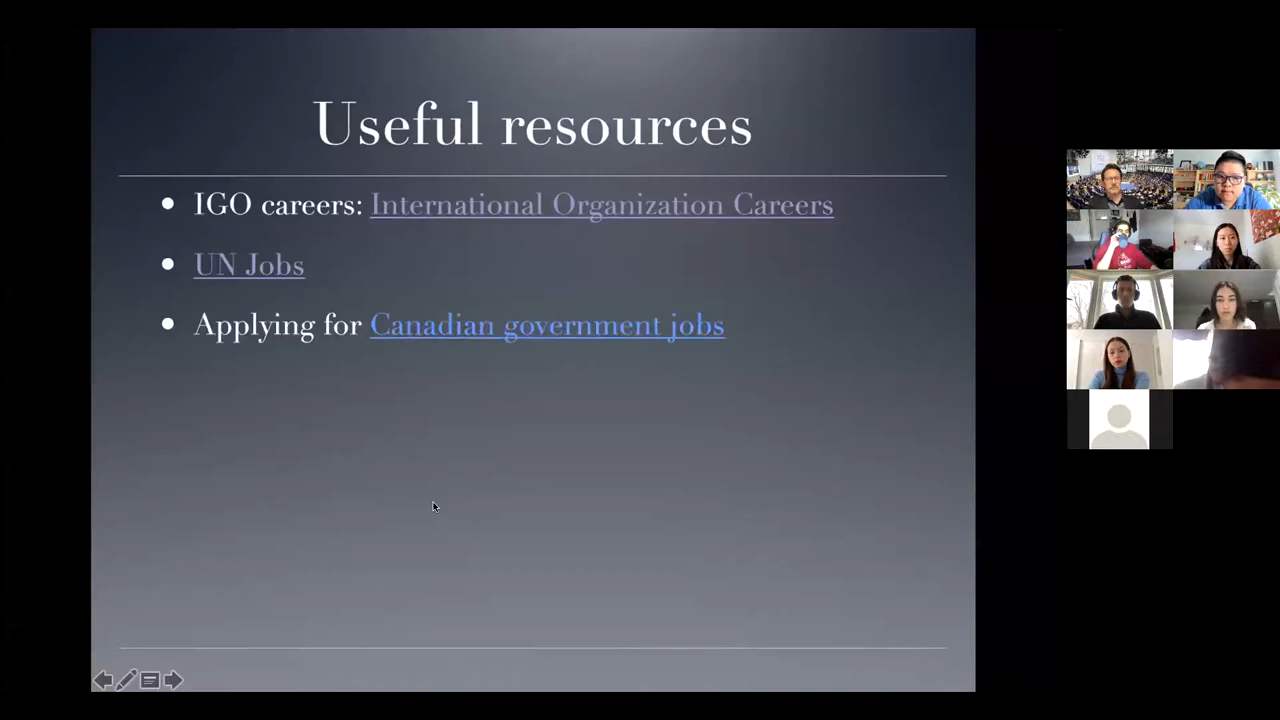 Useful resources
IGO careers: International Organization Careers
UN Jobs
Applying for Canadian government jobs